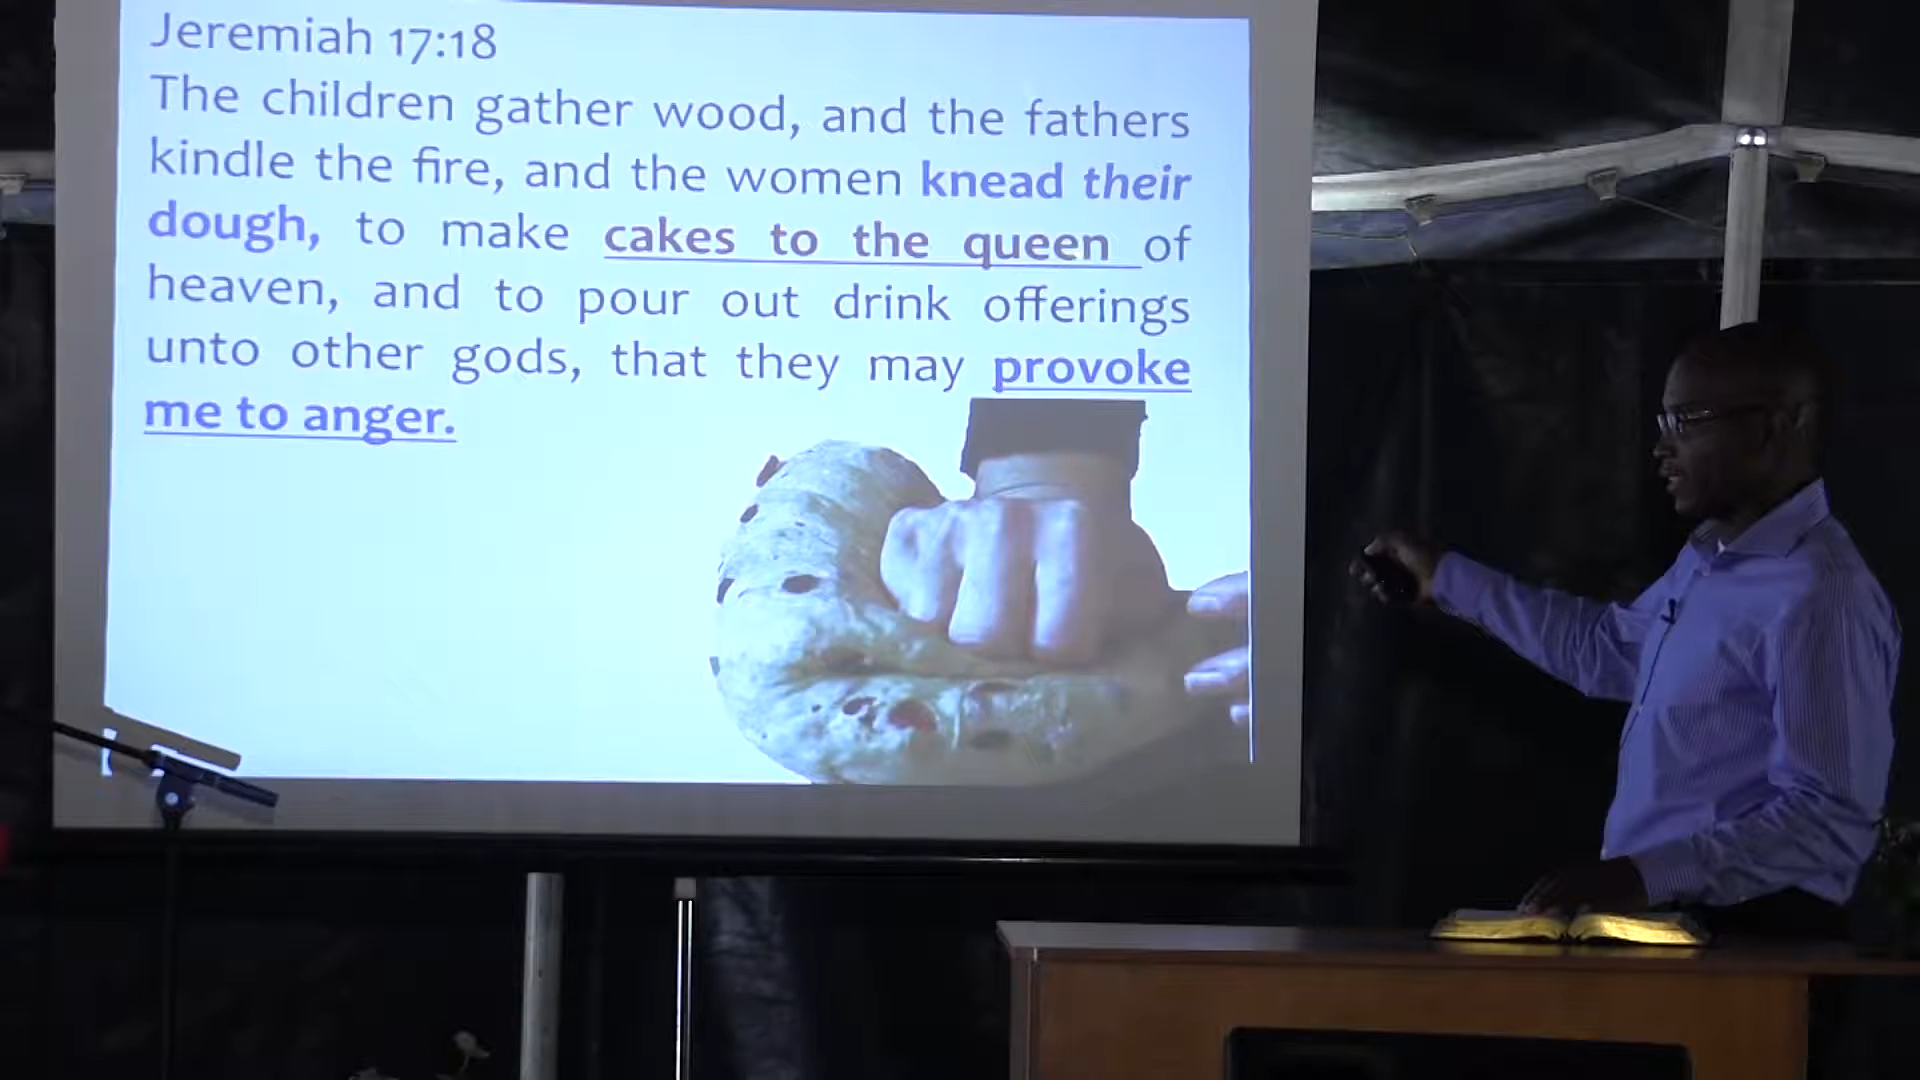 Jeremiah 17:18
The children gather wood, and the fathers
kindle the fire, and the women knead their
dough, to make cakes to the queen of
heaven, and to pour out drink offerings
unto other gods, that they may provoke
me to anger.